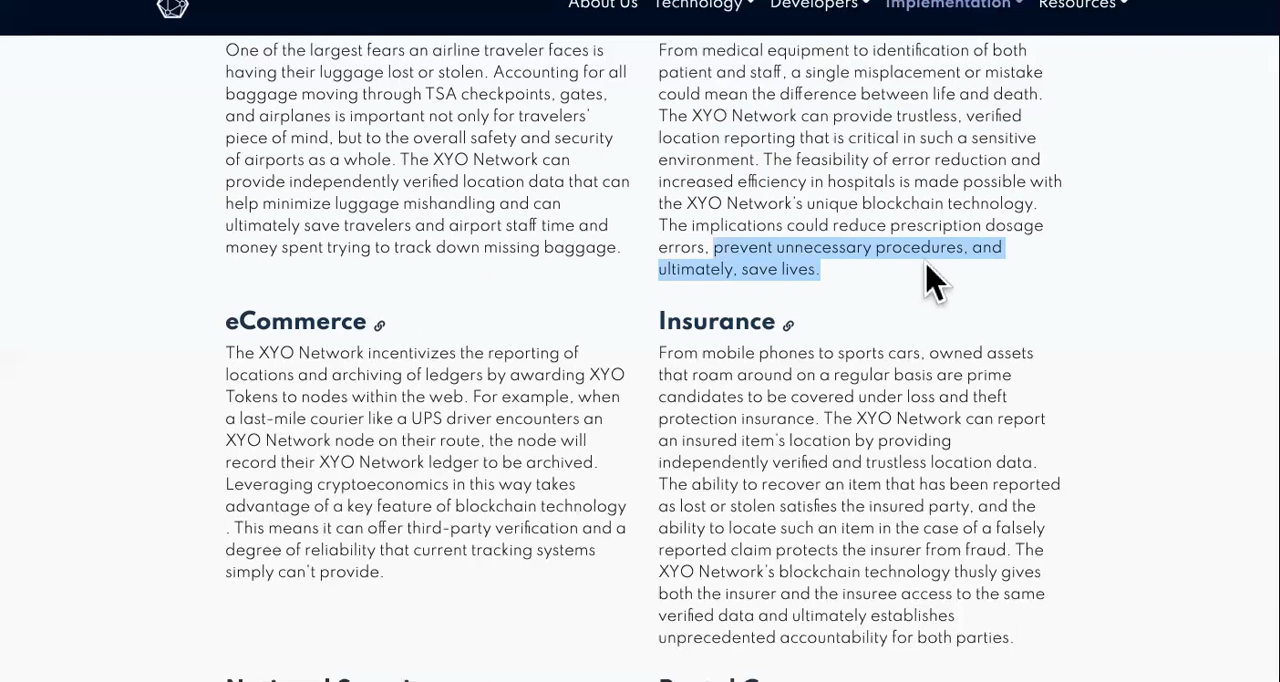 About Us Technology Developers Implementation Resources
One of the largest fears an airline traveler faces is
having their luggage lost or stolen. Accounting for all
baggage moving through TSA checkpoints, gates,
and airplanes is important not only for travelers'
piece of mind, but to the overall safety and security
of airports as a whole. The XYO Network can
provide independently verified location data that can
help minimize luggage mishandling and can
ultimately save travelers and airport staff time and
money spent trying to track down missing baggage.
From medical equipment to identification of both
patient and staff, a single misplacement or mistake
could mean the difference between life and death.
The XYO Network can provide trustless, verified
location reporting that is critical in such a sensitive
environment. The feasibility of error reduction and
increased efficiency in hospitals is made possible with
the XYO Network's unique blockchain technology.
The implications could reduce prescription dosage
errors, prevent unnecessary procedures, and
ultimately, save lives.
eCommerce
The XYO Network incentivizes the reporting of
locations and archiving of ledgers by awarding XYO
Tokens to nodes within the web. For example, when
a last-mile courier like a UPS driver encounters an
XYO Network node on their route, the node will
record their XYO Network ledger to be archived.
Leveraging cryptoeconomics in this way takes
advantage of a key feature of blockchain technology
. This means it can offer third-party verification and a
degree of reliability that current tracking systems
simply can't provide.
Insurance
From mobile phones to sports cars, owned assets
that roam around on a regular basis are prime
candidates to be covered under loss and theft
protection insurance. The XYO Network can report
an insured item's location by providing
independently verified and trustless location data.
The ability to recover an item that has been reported
as lost or stolen satisfies the insured party, and the
ability to locate such an item in the case of a falsely
reported claim protects the insurer from fraud. The
XYO Network's blockchain technology thusly gives
both the insurer and the insuree access to the same
verified data and ultimately establishes
unprecedented accountability for both parties.